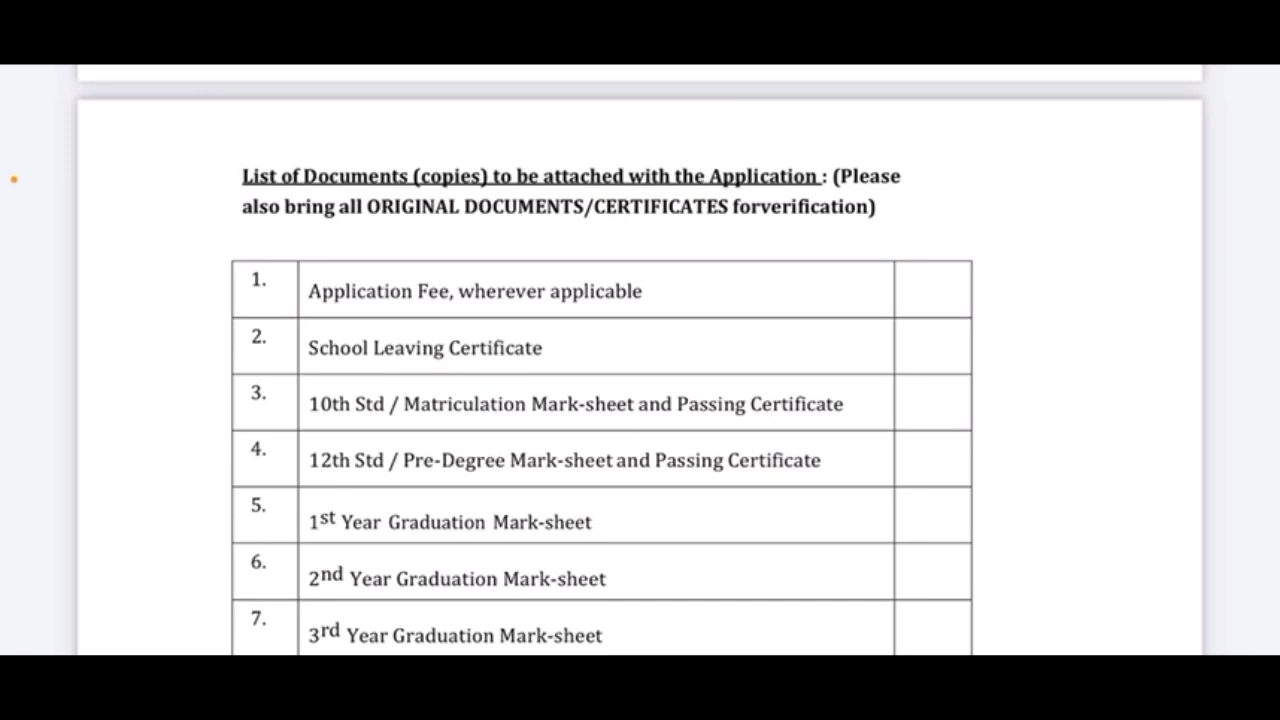 List of Documents (copies) to be attached with the Application : (Please
also bring all ORIGINAL DOCUMENTS/CERTIFICATES forverification)
1. Application Fee, wherever applicable
2. School Leaving Certificate
3. 10th Std / Matriculation Mark-sheet and Passing Certificate
4. 12th Std / Pre-Degree Mark-sheet and Passing Certificate
5. 1st Year Graduation Mark-sheet
6. 2nd Year Graduation Mark-sheet
7. 3rd Year Graduation Mark-sheet